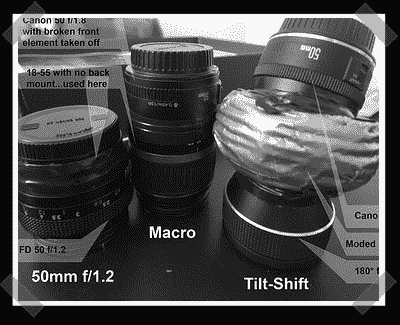 Canon 50 f/1.8
with broken front
element taken off
18-55 with no back
mount...used here
50mm
FD 50 f/1.2
50mm f/1.2
Macro
Tilt-Shift
Cano
Moded
180° f